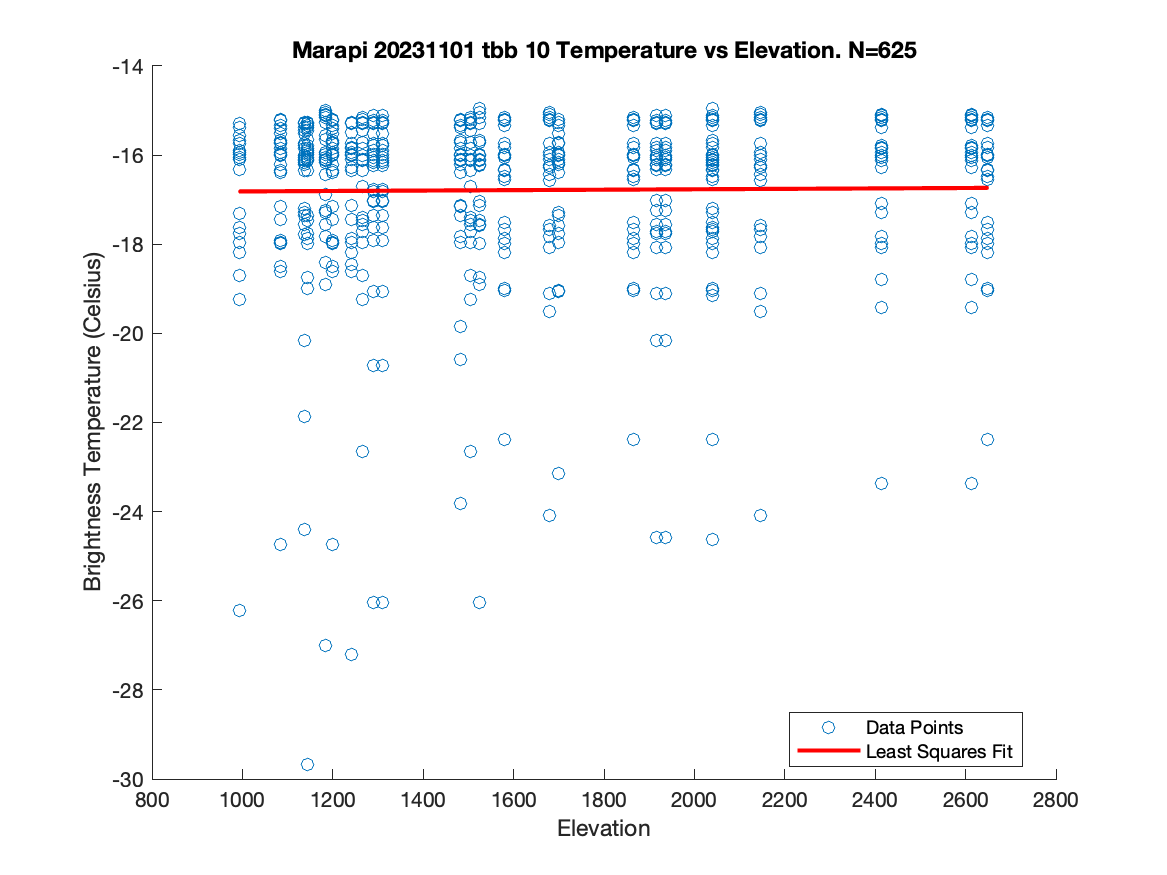 Marapi 20231101 tbb 10 Temperature vs Elevation. N=625
-14
-16
-18
-20
-22
-24
-26
-28
-30
Brightness Temperature (Celsius)
Data Points
Least Squares Fit
800 1000 1200 1400 1600 1800 2000 2200 2400 2600 2800
Elevation